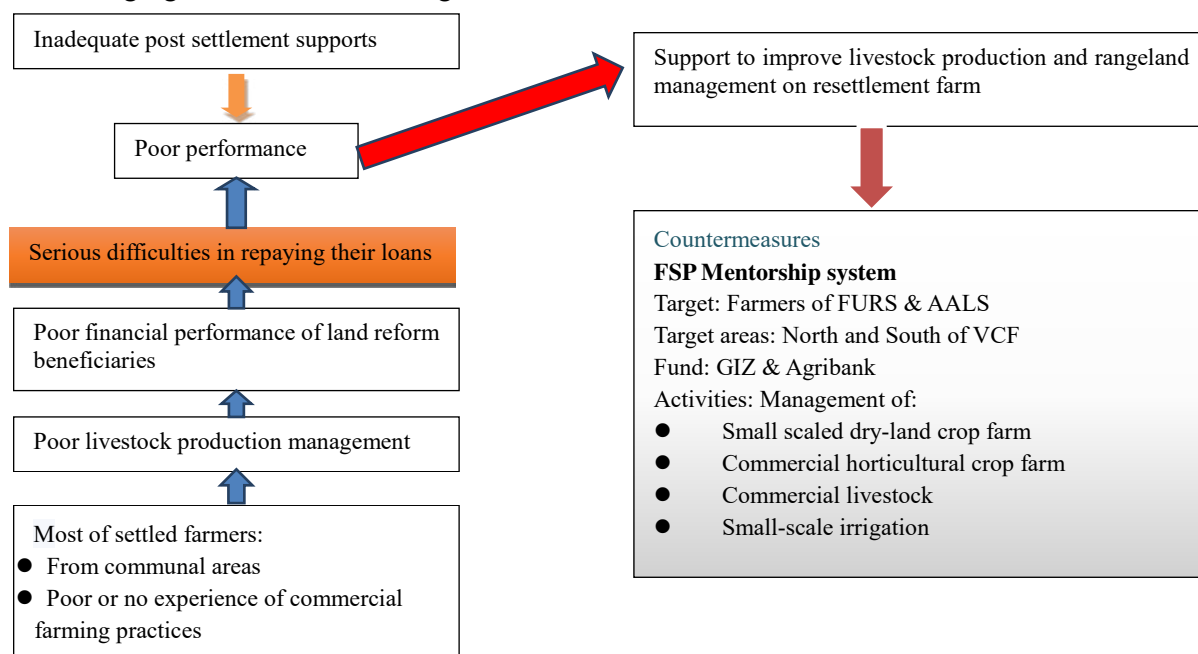 Inadequate post settlement supports
Poor performance
Serious difficulties in repaying their loans
Poor financial performance of land reform
beneficiaries
Poor livestock production management
Most of settled farmers:
● From communal areas
● Poor or no experience of commercial
farming practices
Support to improve livestock production and rangeland
management on resettlement farm
Countermeasures
FSP Mentorship system
Target: Farmers of FURS & AALS
Target areas: North and South of VCF
Fund: GIZ & Agribank
Activities: Management of:
● Small scaled dry-land crop farm
● Commercial horticultural crop farm
● Commercial livestock
● Small-scale irrigation